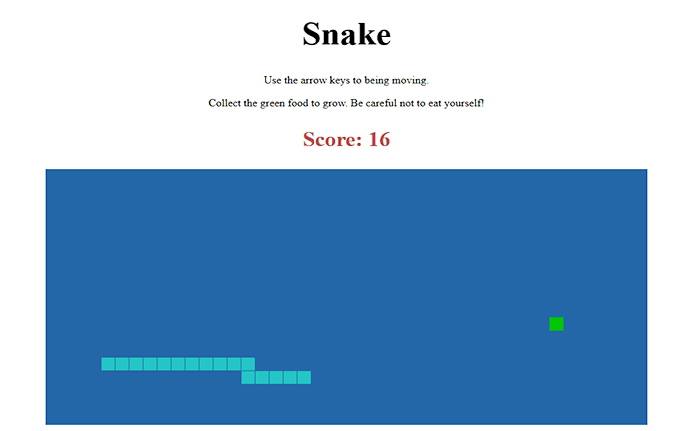 Snake
Use the arrow keys to being moving.
Collect the green food to grow. Be careful not to eat yourself!
Score: 16